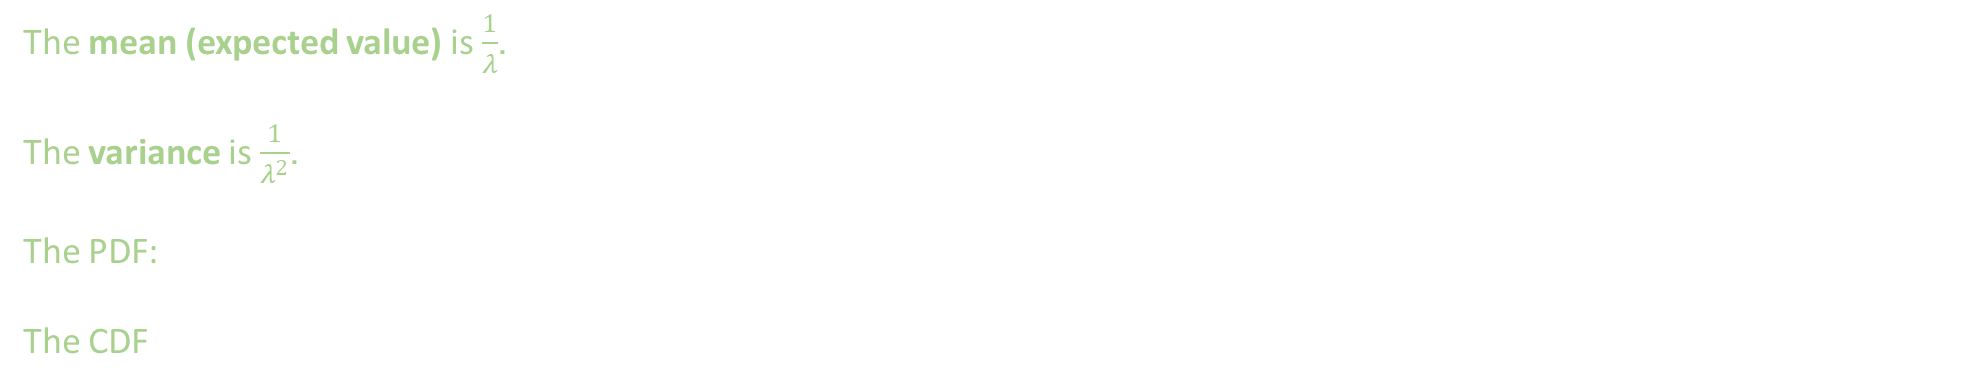 The mean (expected value) is 1/λ.
The variance is 1/λ².
The PDF:
The CDF